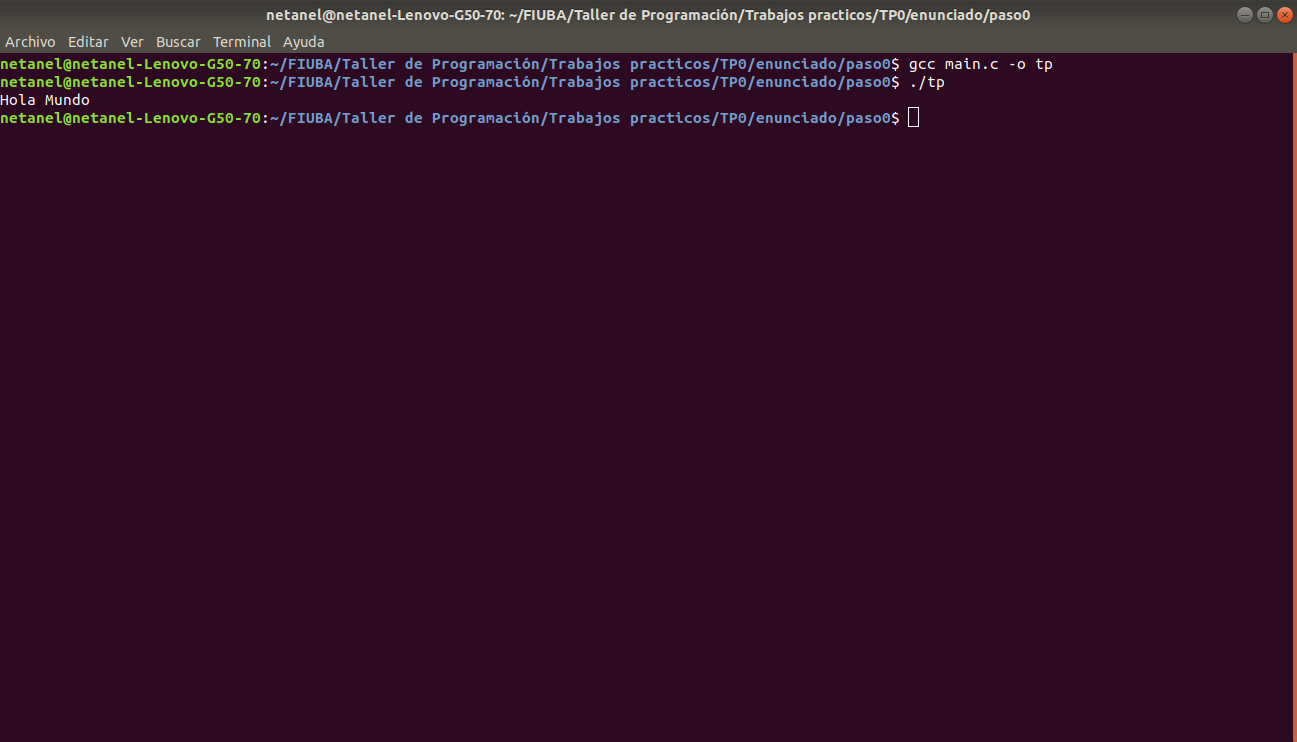 netanel@netanel-Lenovo-G50-70: ~/FIUBA/Taller de Programación/Trabajos practicos/TP0/enunciado/paso0
Archivo Editar Ver Buscar Terminal Ayuda
netanel@netanel-Lenovo-G50-70:~/FIUBA/Taller de Programación/Trabajos practicos/TP0/enunciado/paso0$ gcc main.c -o tp
netanel@netanel-Lenovo-G50-70:~/FIUBA/Taller de Programación/Trabajos practicos/TP0/enunciado/paso0$ ./tp
Hola Mundo
netanel@netanel-Lenovo-G50-70:~/FIUBA/Taller de Programación/Trabajos practicos/TP0/enunciado/paso0$